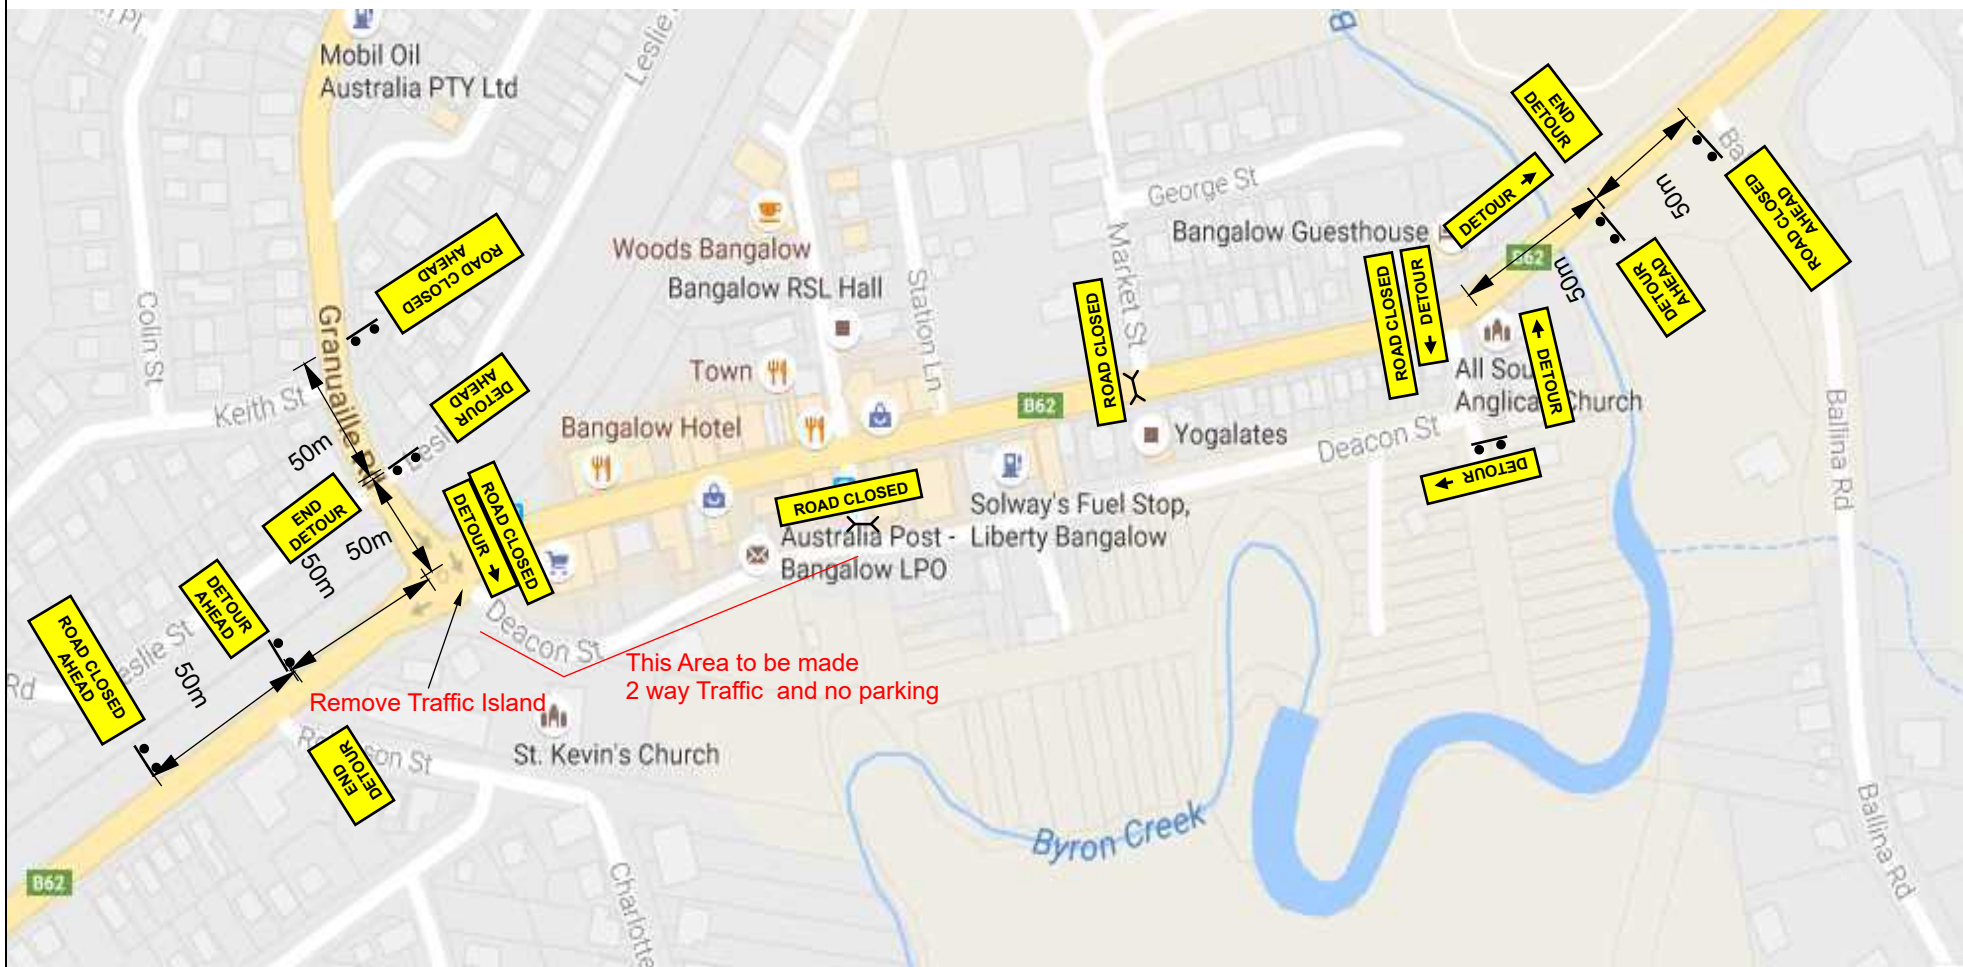 Mobil Oil
Australia PTY Ltd
Leslie
B
END
DETOUR
DETOUR
50m
ROAD CLOSED
AHEAD
George St
Bangalow Guesthouse
Woods Bangalow
Bangalow RSL Hall
ROAD CLOSED
AHEAD
Colin St
Granuaille Rd
Station Ln
Market St
ROAD CLOSED
ROAD CLOSED
DETOUR
B62
50m
DETOUR
AHEAD
Town
DETOUR
AHEAD
Keith St
50m
B62
All Sou
Anglican Church
DETOUR
Bangalow Hotel
Yogalates
Deacon St
Ballina Rd
DETOUR
ROAD CLOSED
Solway's Fuel Stop,
Liberty Bangalow
Australia Post -
Bangalow LPO
END
DETOUR
50m
50m
DETOUR
ROAD CLOSED
DETOUR
AHEAD
ROAD CLOSED
AHEAD
Leslie St
50m
Deacon St
This Area to be made
2 way Traffic and no parking
Remove Traffic Island
Rd
St
END
DETOUR
St. Kevin's Church
Byron Creek
Charlotte
Ballina Rd
B62